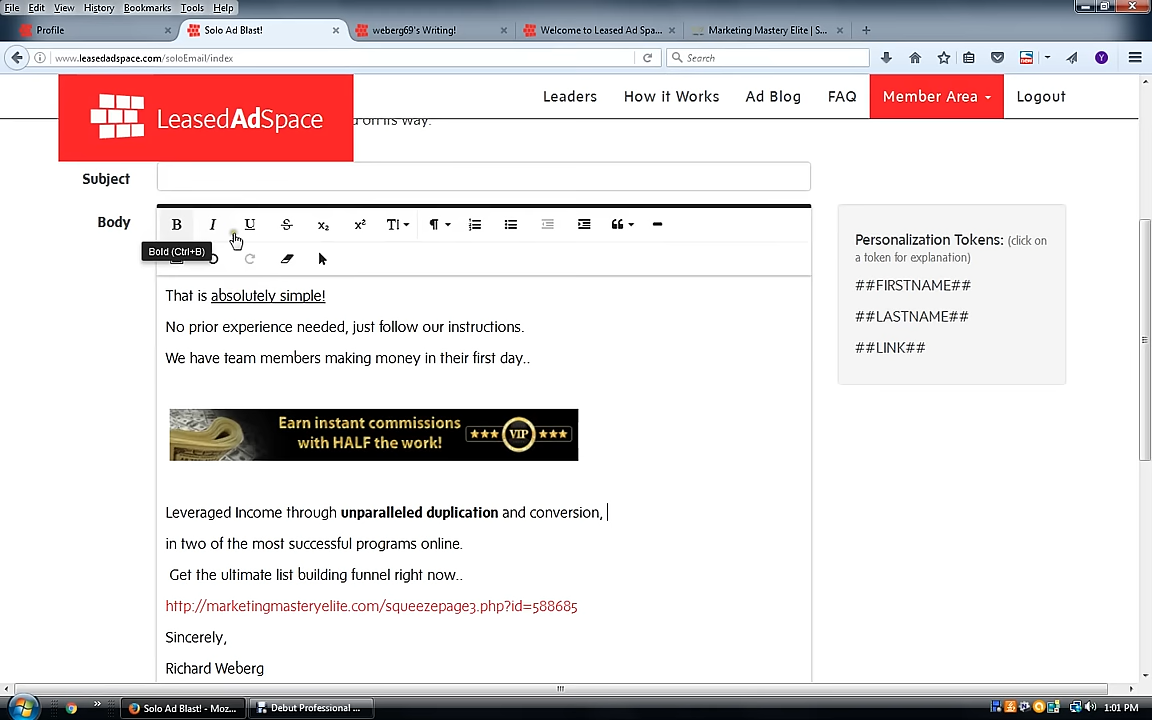 File Edit View History Bookmarks Tools Help
Profile × Solo Ad Blast! × weberg69's Writing! × Welcome to Leased Ad Spa... × Marketing Mastery Elite | S... × +
www.leasedadspace.com/soloEmail/index
Search
LeasedAdSpace
Leaders How it Works Ad Blog FAQ Member Area Logout
d on its way.
Subject
Body
B I U S x₂ x² T
Bold (Ctrl+B)
That is absolutely simple!
No prior experience needed, just follow our instructions.
We have team members making money in their first day..
Earn instant commissions
with HALF the work!
VIP
Leveraged Income through unparalleled duplication and conversion,
in two of the most successful programs online.
Get the ultimate list building funnel right now..
http://marketingmasteryelite.com/squeezepage3.php?id=588685
Sincerely,
Richard Weberg
Personalization Tokens: (click on
a token for explanation)
##FIRSTNAME##
##LASTNAME##
##LINK##
Solo Ad Blast! - Moz... Debut Professional ... 1:01 PM